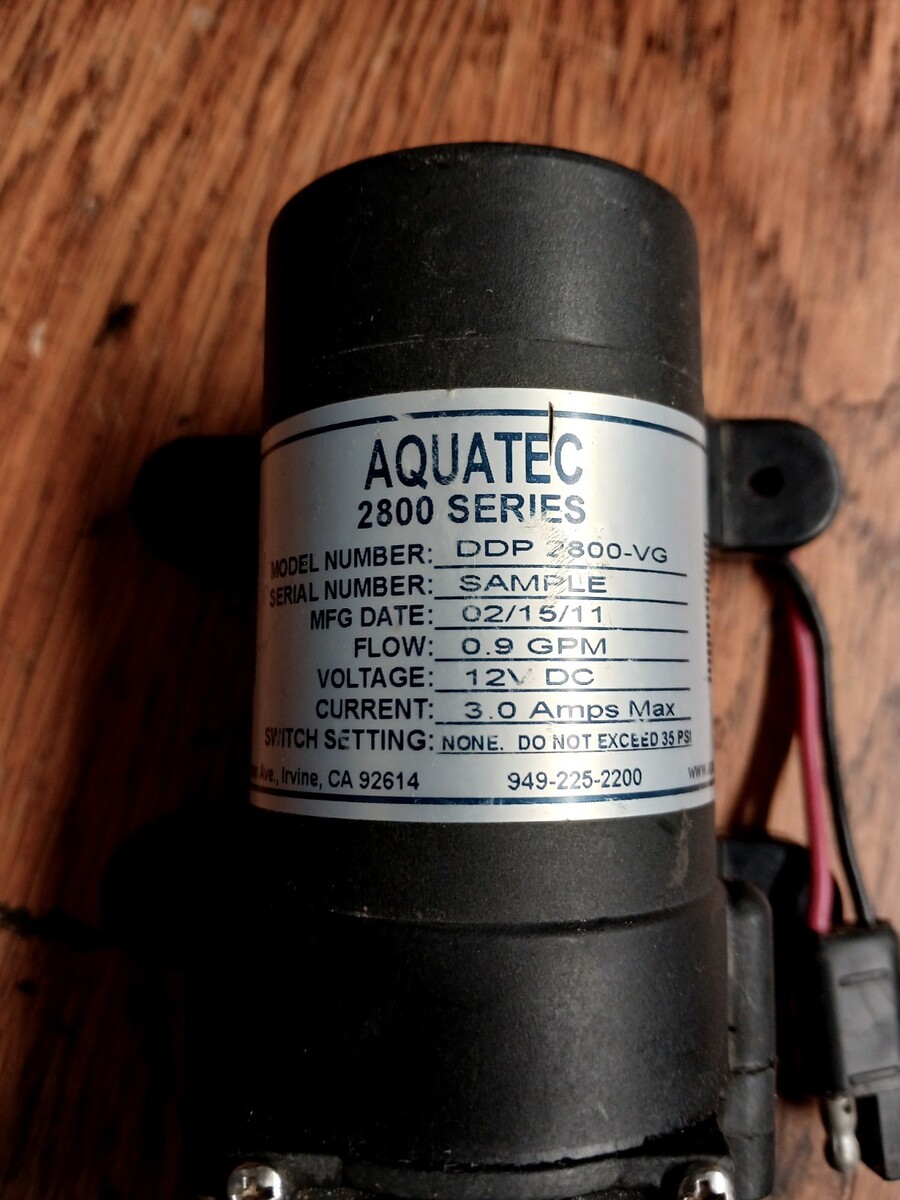 AQUATEC
2800 SERIES
MODEL NUMBER: DDP 2800-VG
SERIAL NUMBER: SAMPLE
MFG DATE: 02/15/11
FLOW: 0.9 GPM
VOLTAGE: 12V DC
CURRENT: 3.0 Amps Max
SWITCH SETTING: NONE. DO NOT EXCEED 35 PSI
Ave., Irvine, CA 92614 949-225-2200